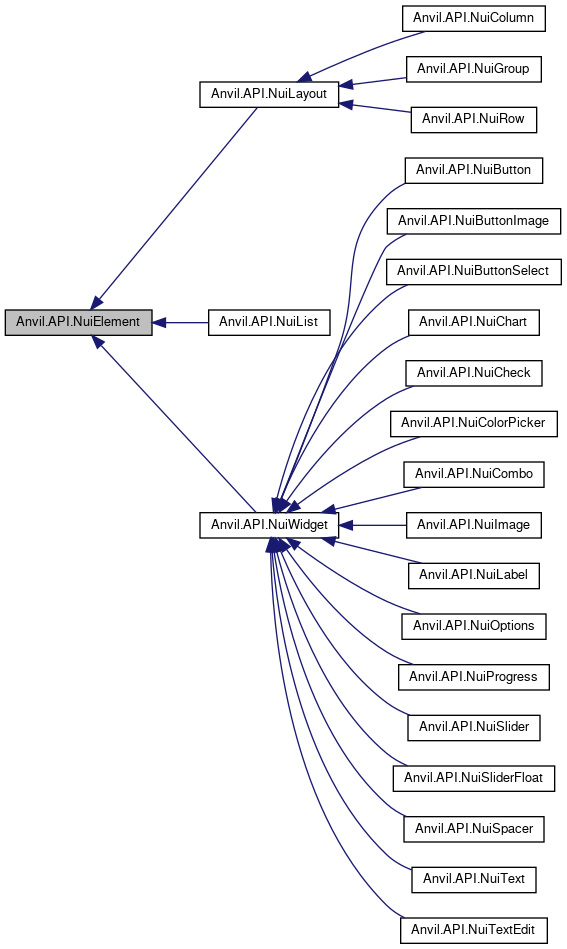 Anvil.API.NuiColumn
Anvil.API.NuiGroup
Anvil.API.NuiLayout
Anvil.API.NuiRow
Anvil.API.NuiButton
Anvil.API.NuiButtonImage
Anvil.API.NuiButtonSelect
Anvil.API.NuiElement
Anvil.API.NuiList
Anvil.API.NuiChart
Anvil.API.NuiCheck
Anvil.API.NuiColorPicker
Anvil.API.NuiCombo
Anvil.API.NuiWidget
Anvil.API.NuiImage
Anvil.API.NuiLabel
Anvil.API.NuiOptions
Anvil.API.NuiProgress
Anvil.API.NuiSlider
Anvil.API.NuiSliderFloat
Anvil.API.NuiSpacer
Anvil.API.NuiText
Anvil.API.NuiTextEdit